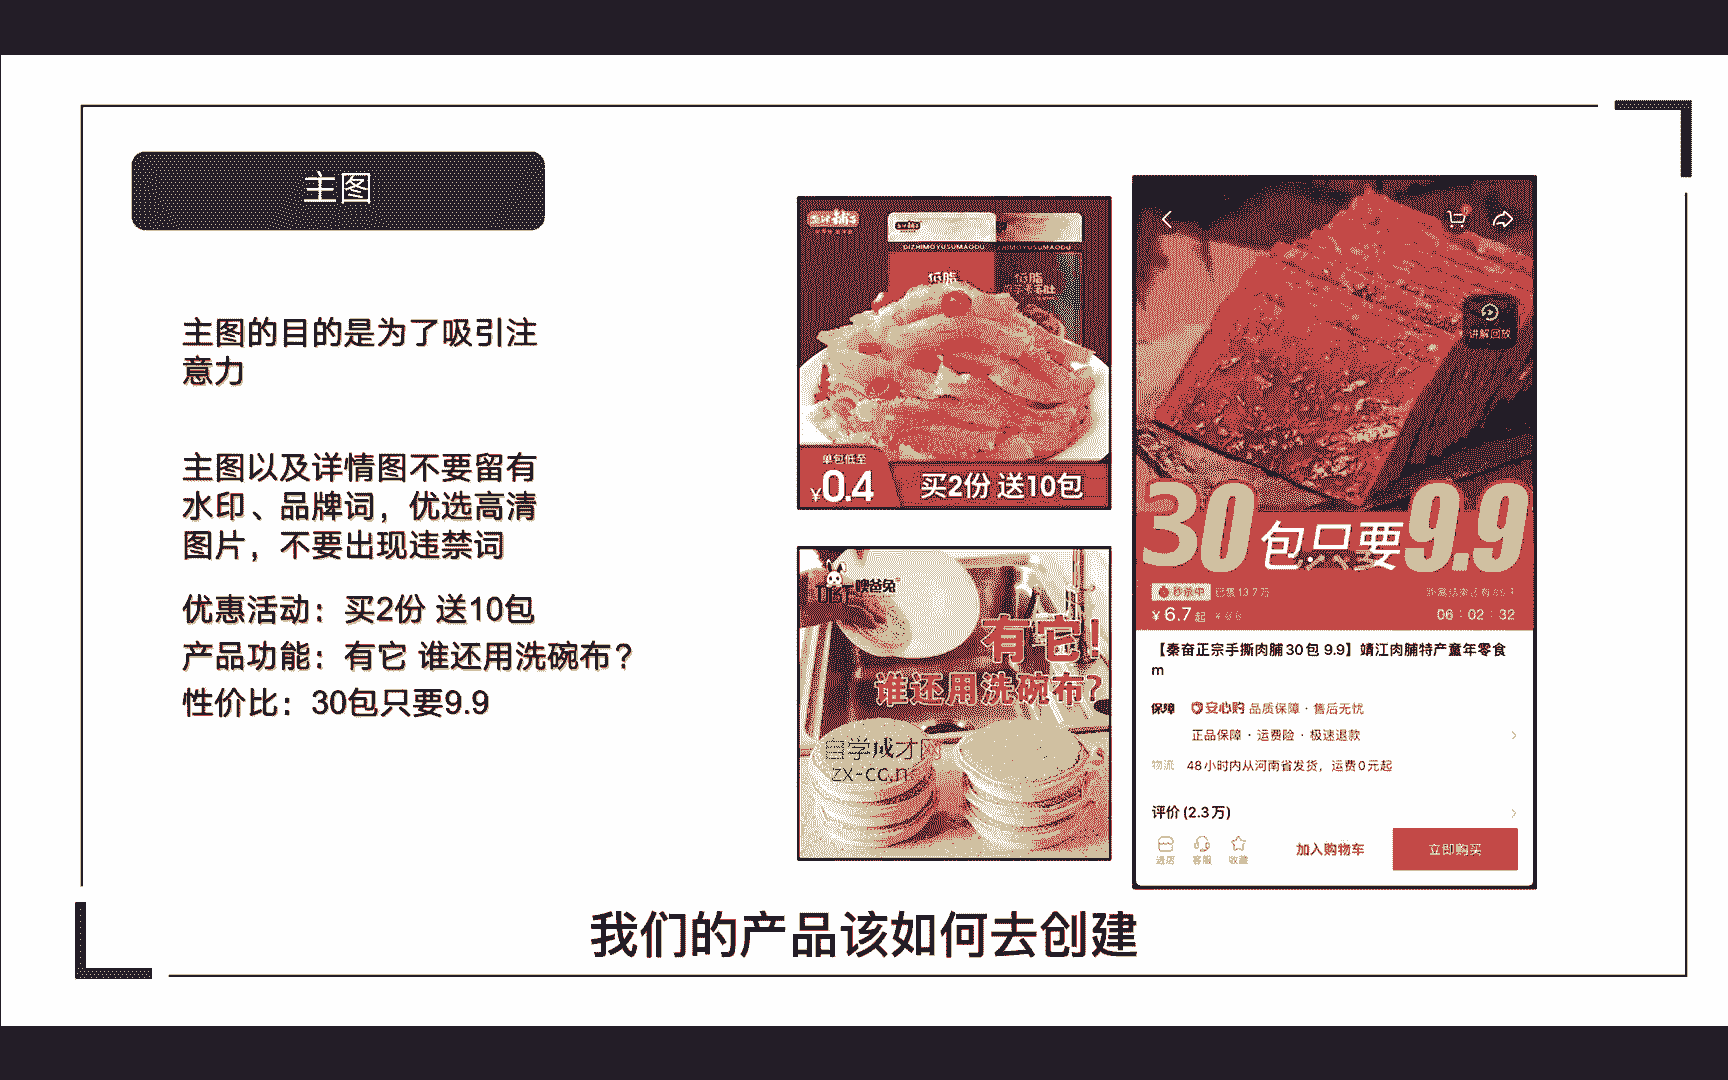 主图
主图的目的是为了吸引注
意力
主图以及详情图不要留有
水印、品牌词，优选高清
图片，不要出现违禁词
优惠活动：买2份 送10包
产品功能：有它 谁还用洗碗布？
性价比：30包只要9.9
DIZHIMOYUSUMAODU
低脂
低脂
单包低至
¥0.4
买2份 送10包
噢爸兔
有它!
谁还用洗碗布?
自学成才网
zx-cc.n
讲解回放
30包只要9.9
秒杀中 已售13.7万
¥6.7起
06:02:32
【秦奋正宗手撕肉脯30包 9.9】靖江肉脯特产童年零食
m
保障 安心购 品质保障·售后无忧
正品保障·运费险·极速退款
物流 48小时内从河南省发货，运费0元起
评价(2.3万)
进店 客服 收藏 加入购物车 立即购买
我们的产品该如何去创建